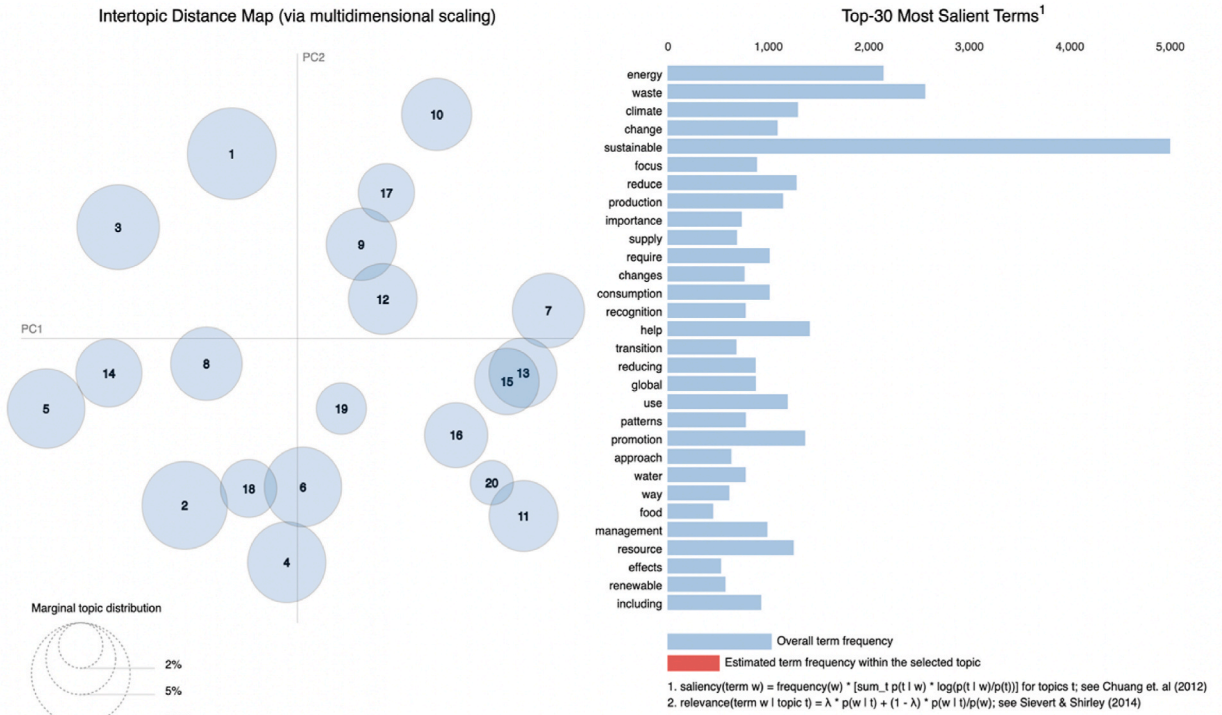 Intertopic Distance Map (via multidimensional scaling)
PC2
PC1
10
1
17
3
9
12
7
8
14
13
15
5
19
16
20
18
6
2
11
4
Marginal topic distribution
2%
5%
Top-30 Most Salient Terms1
0 1,000 2,000 3,000 4,000 5,000
energy
waste
climate
change
sustainable
focus
reduce
production
importance
supply
require
changes
consumption
recognition
help
transition
reducing
global
use
patterns
promotion
approach
water
way
food
management
resource
effects
renewable
including
Overall term frequency
Estimated term frequency within the selected topic
1. saliency(term w) = frequency(w) * [sum_t p(t | w) * log(p(t | w)/p(t))] for topics t; see Chuang et. al (2012)
2. relevance(term w | topic t) = λ * p(w | t) + (1 - λ) * p(w | t)/p(w); see Sievert & Shirley (2014)